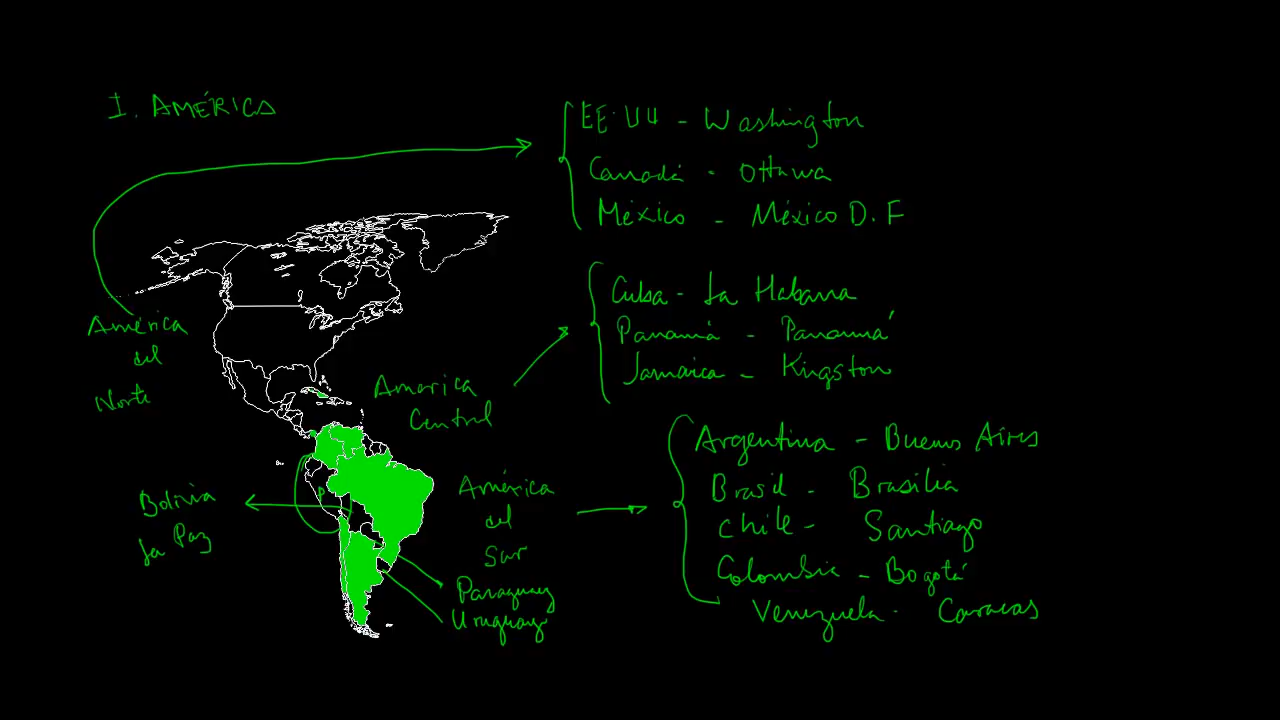 I. AMÉRICA
EE.UU - Washington
Canadá - Ottawa
México - México D.F
América
del
Norte
Cuba - La Habana
Panamá - Panamá
Jamaica - Kingston
America
Central
Argentina - Buenos Aires
Brasil - Brasilia
Chile - Santiago
Colombia - Bogotá
Venezuela - Caracas
América
del
Sur
Bolivia
La Paz
P
Paraguay
Uruguay